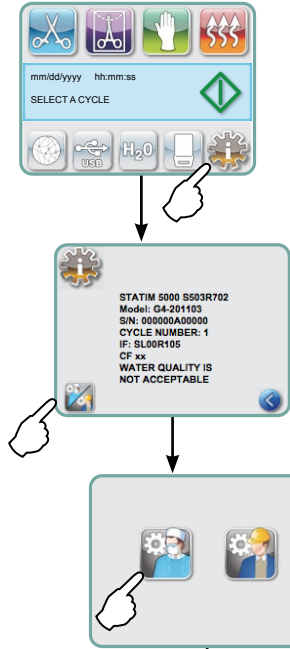 mm/dd/yyyy hh:mm:ss
SELECT A CYCLE
USB
H20
STATIM 5000 S503R702
Model: G4-201103
S/N: 000000A00000
CYCLE NUMBER: 1
IF: SL00R105
CF xx
WATER QUALITY IS
NOT ACCEPTABLE